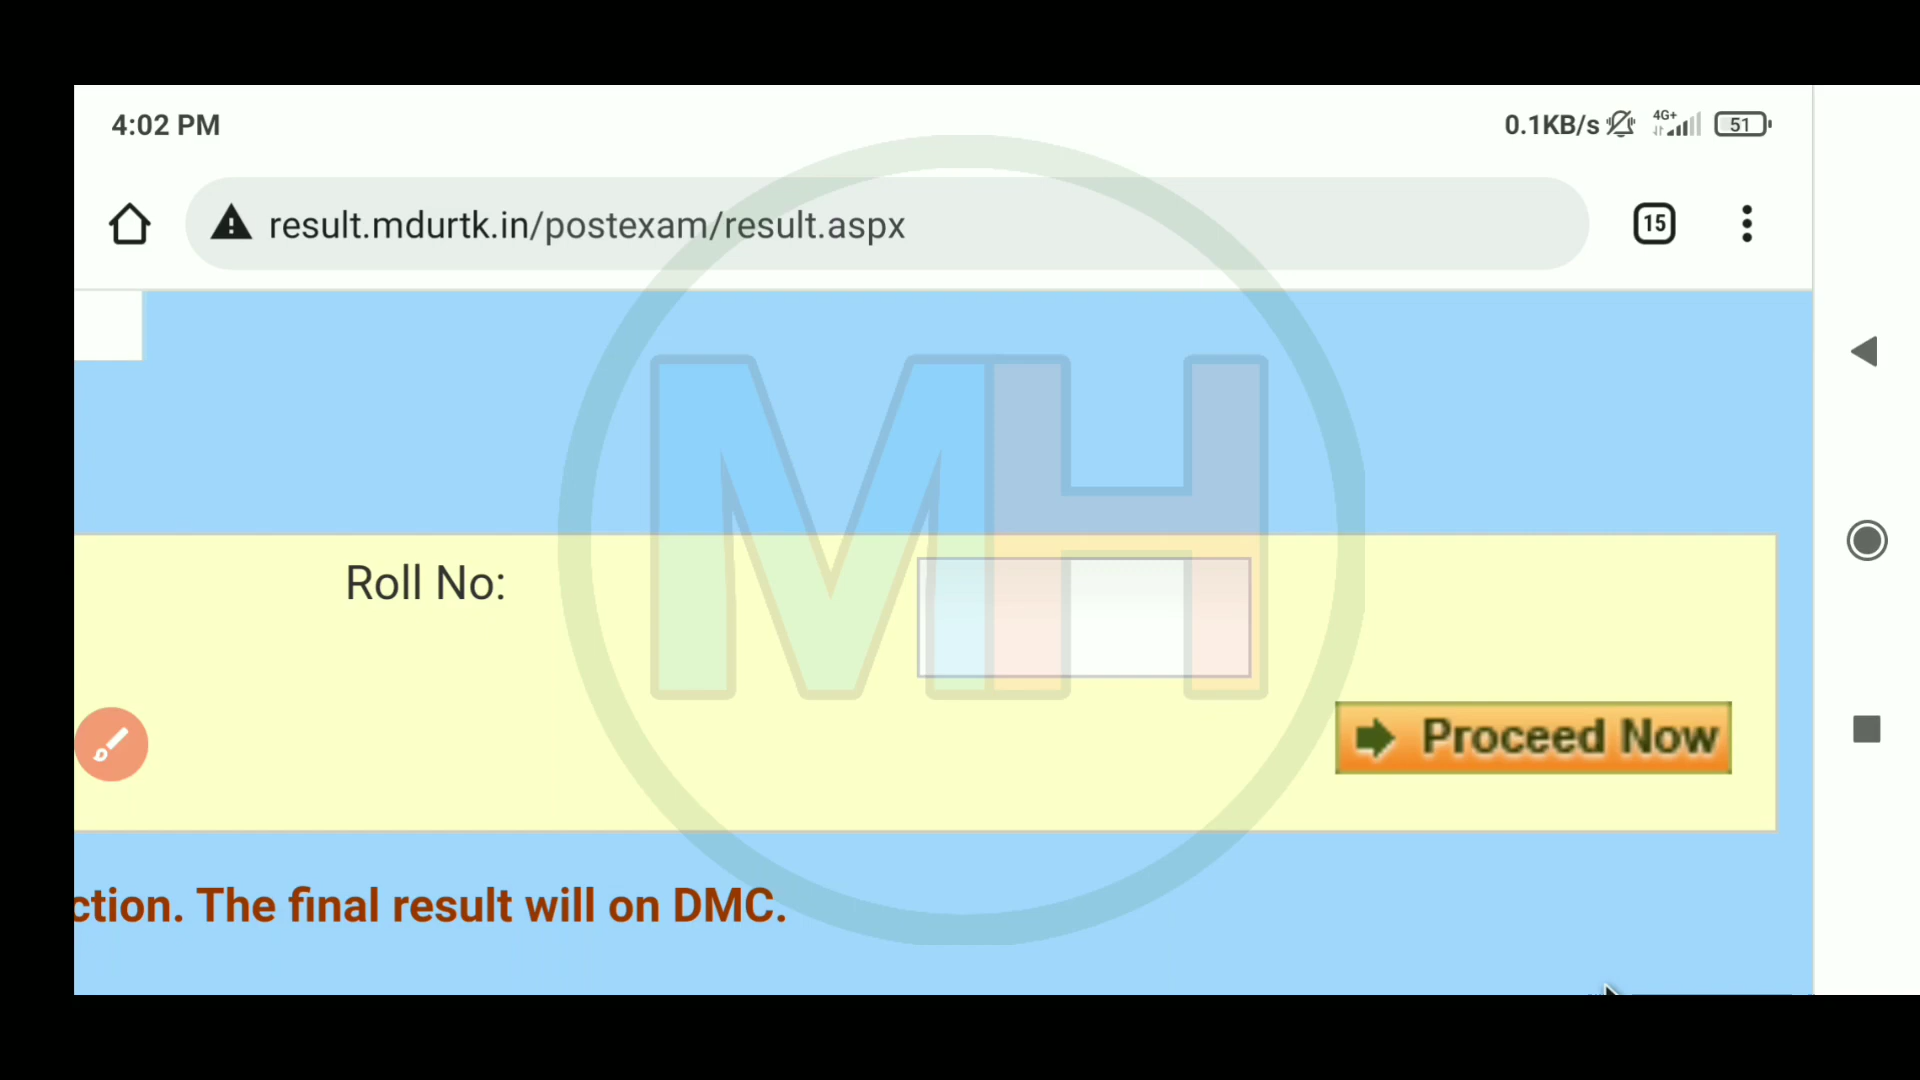 4:02 PM
0.1KB/s 4G+ 51
result.mdurtk.in/postexam/result.aspx
15
MH
Roll No:
Proceed Now
ction. The final result will on DMC.